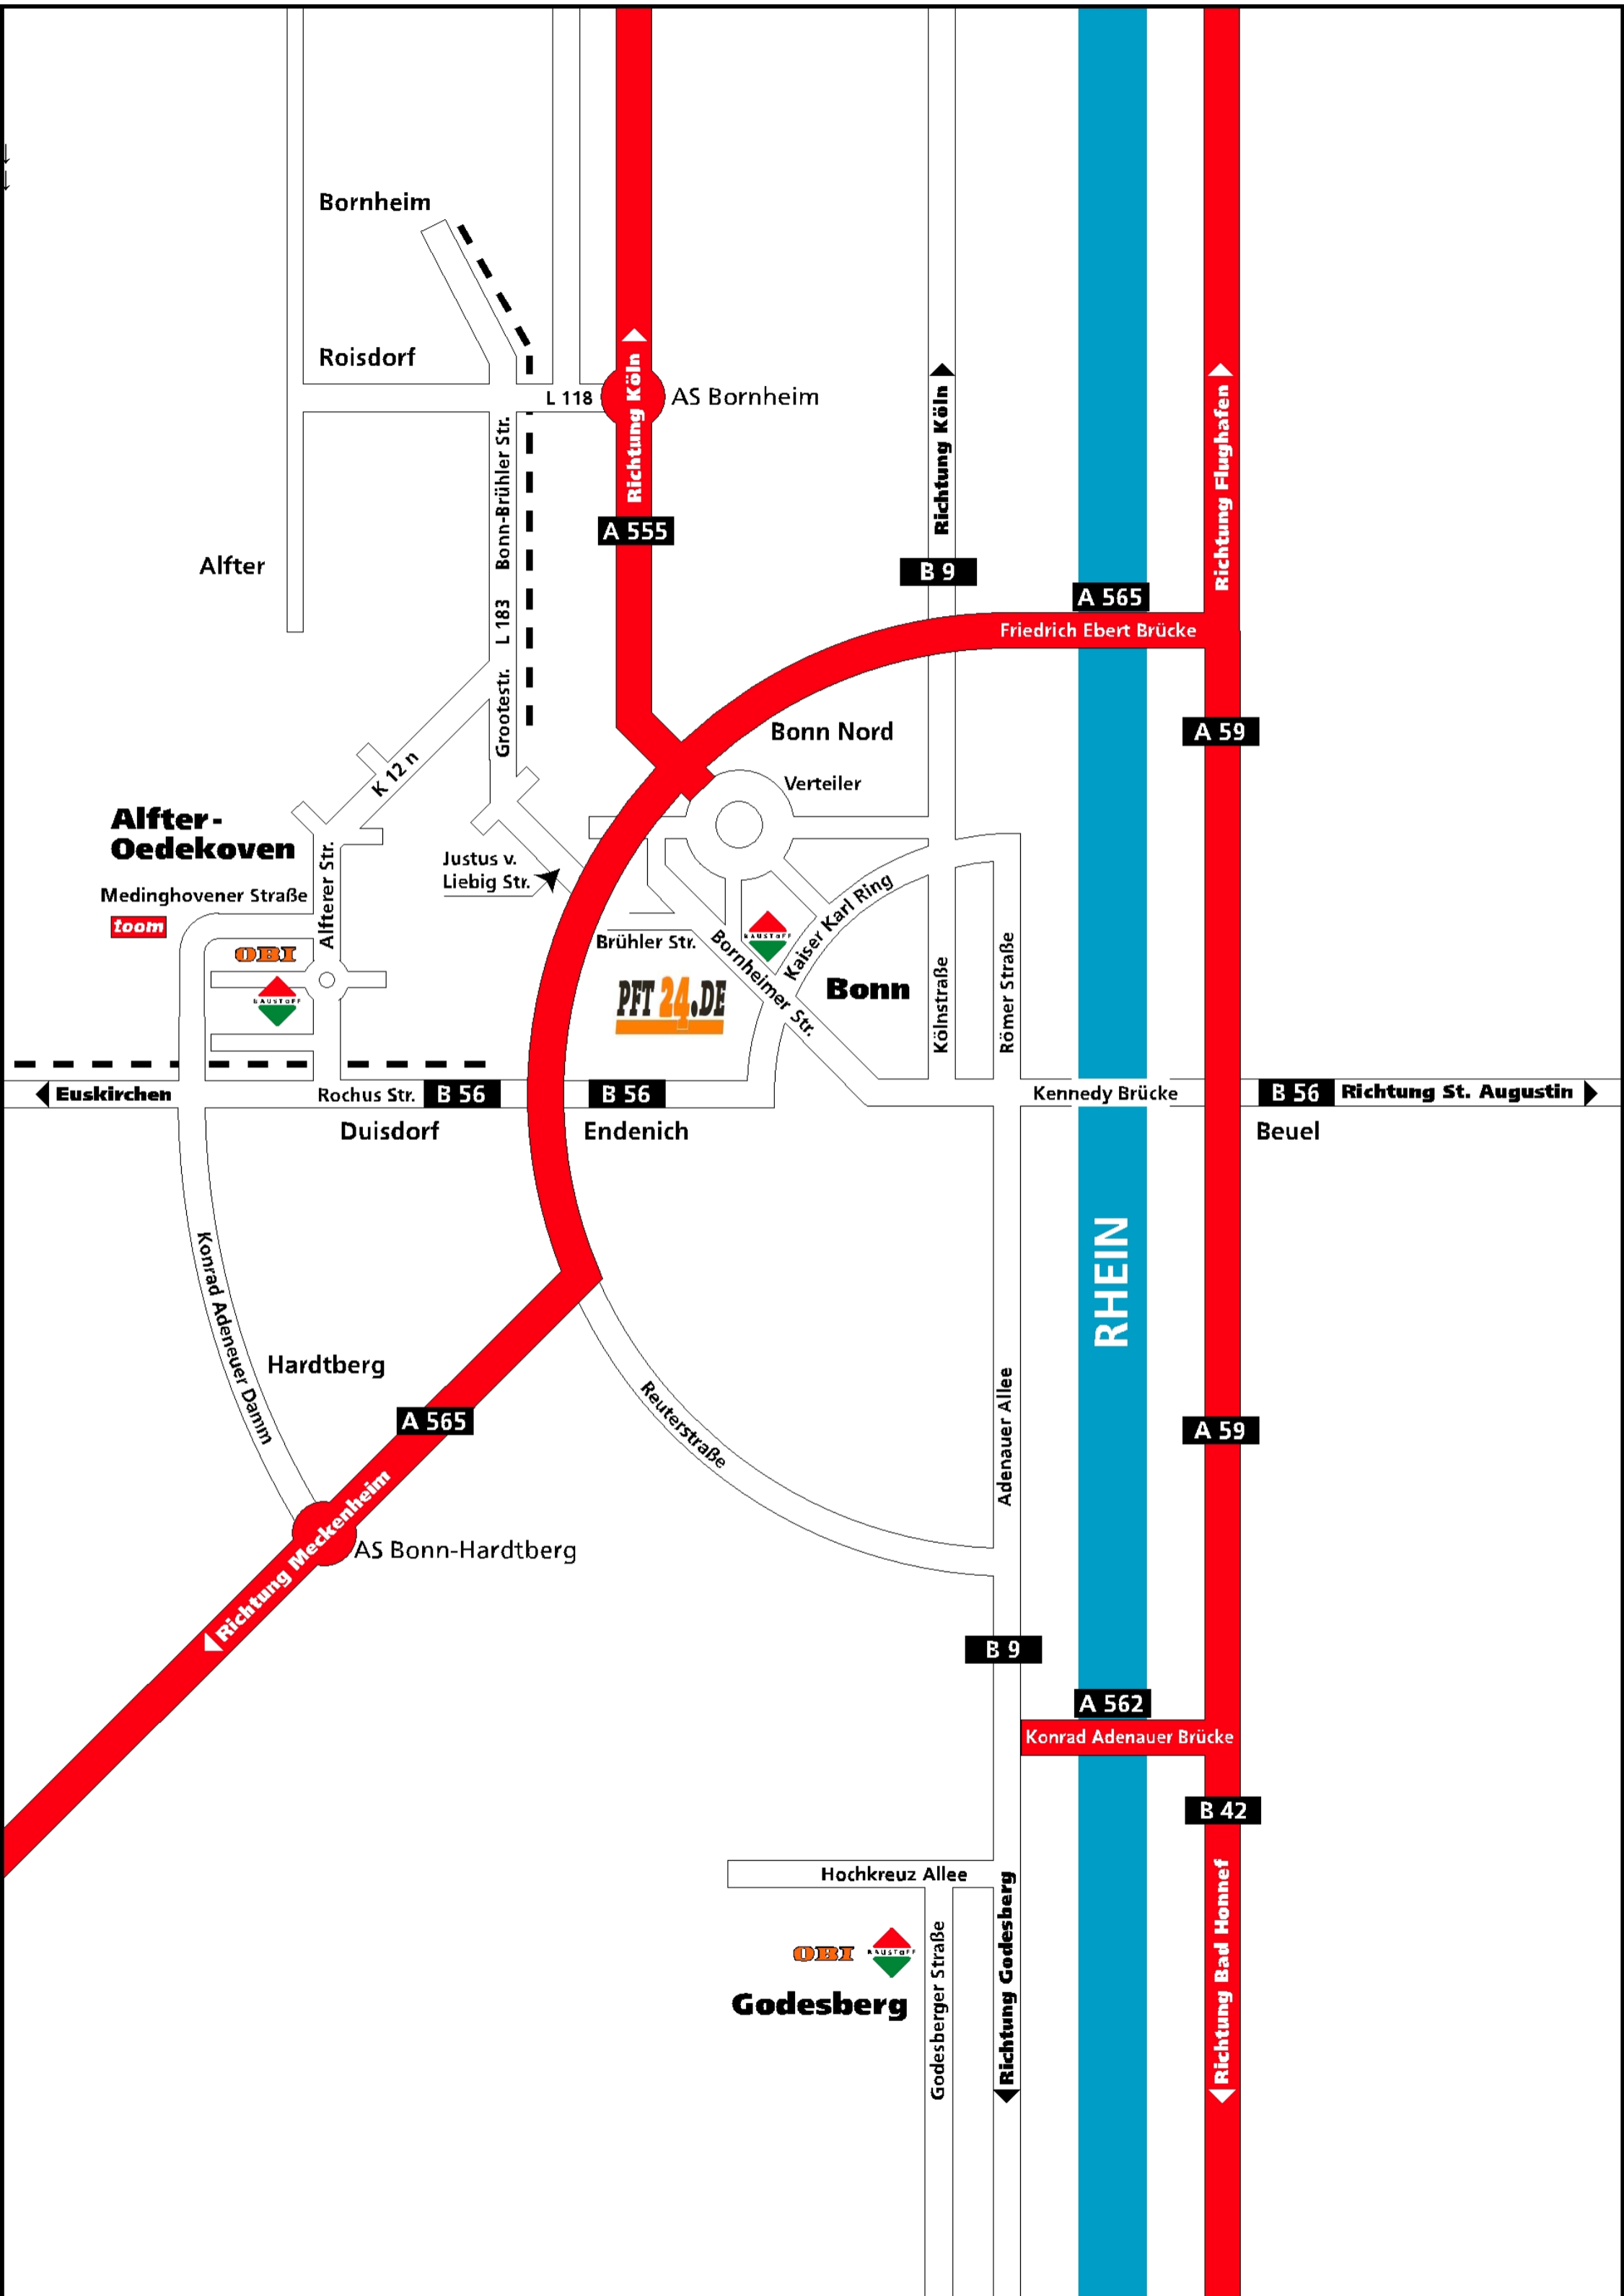 Bornheim
Roisdorf
L 118
AS Bornheim
Richtung Köln
A 555
Richtung Köln
B 9
Richtung Flughafen
A 565
Friedrich Ebert Brücke
A 59
Bonn-Brühler Str.
L 183
Grootestr.
Alfter
K 12 n
Bonn Nord
Verteiler
Alfter-
Oedekoven
Medinghovener Straße
toom
OBI
BAUSTOFF
Alfterer Str.
Justus v.
Liebig Str.
Brühler Str.
Bornheimer Str.
BAUSTOFF
Kaiser Karl Ring
PFT 24.DE
Bonn
Kölnstraße
Römer Straße
Euskirchen
Rochus Str.
B 56
B 56
Kennedy Brücke
B 56
Richtung St. Augustin
Duisdorf
Endenich
Beuel
RHEIN
Konrad Adeneuer Damm
Hardtberg
A 565
Reuterstraße
Adenauer Allee
A 59
Richtung Meckenheim
AS Bonn-Hardtberg
B 9
A 562
Konrad Adenauer Brücke
B 42
Hochkreuz Allee
OBI
BAUSTOFF
Godesberg
Godesberger Straße
Richtung Godesberg
Richtung Bad Honnef